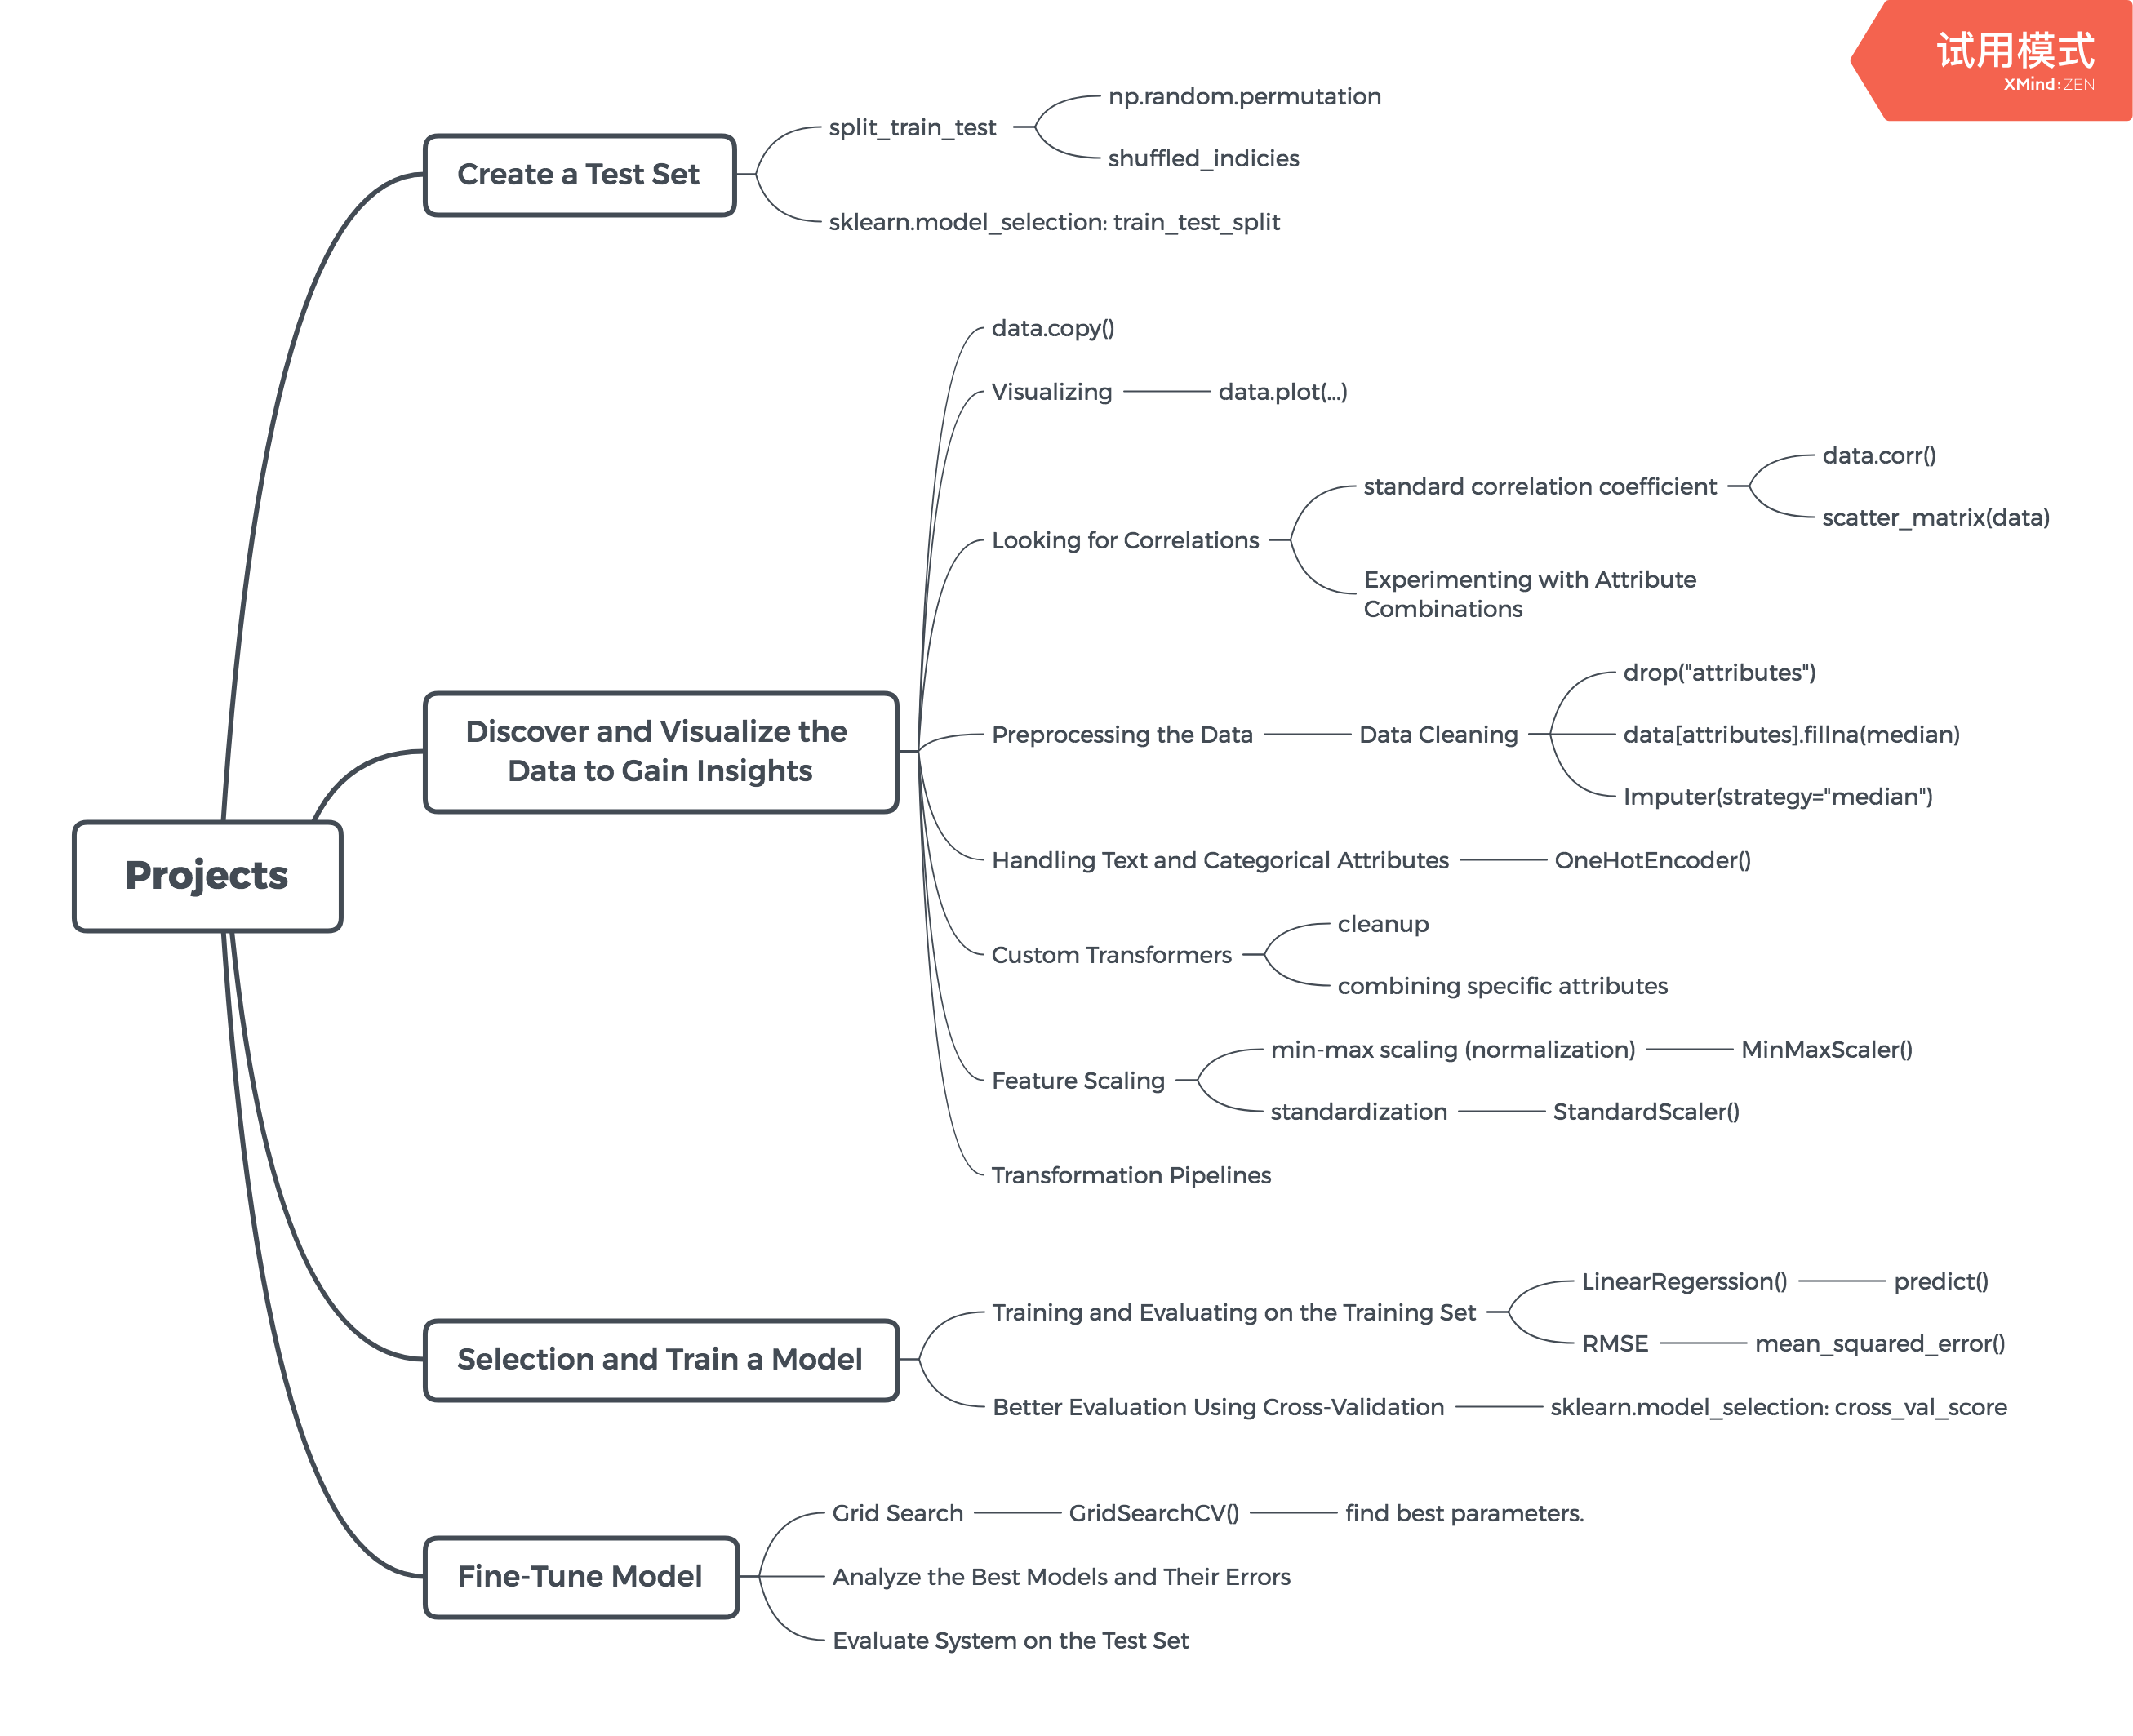 试用模式
XMind:ZEN
np.random.permutation
split_train_test
shuffled_indicies
Create a Test Set
sklearn.model_selection: train_test_split
data.copy()
Visualizing
data.plot(...)
data.corr()
standard correlation coefficient
scatter_matrix(data)
Looking for Correlations
Experimenting with Attribute
Combinations
drop("attributes")
Discover and Visualize the
Data to Gain Insights
Preprocessing the Data
Data Cleaning
data[attributes].fillna(median)
Imputer(strategy="median")
Handling Text and Categorical Attributes
OneHotEncoder()
Projects
cleanup
Custom Transformers
combining specific attributes
min-max scaling (normalization)
MinMaxScaler()
Feature Scaling
standardization
StandardScaler()
Transformation Pipelines
LinearRegerssion()
predict()
Training and Evaluating on the Training Set
RMSE
mean_squared_error()
Selection and Train a Model
Better Evaluation Using Cross-Validation
sklearn.model_selection: cross_val_score
Grid Search
GridSearchCV()
find best parameters.
Fine-Tune Model
Analyze the Best Models and Their Errors
Evaluate System on the Test Set